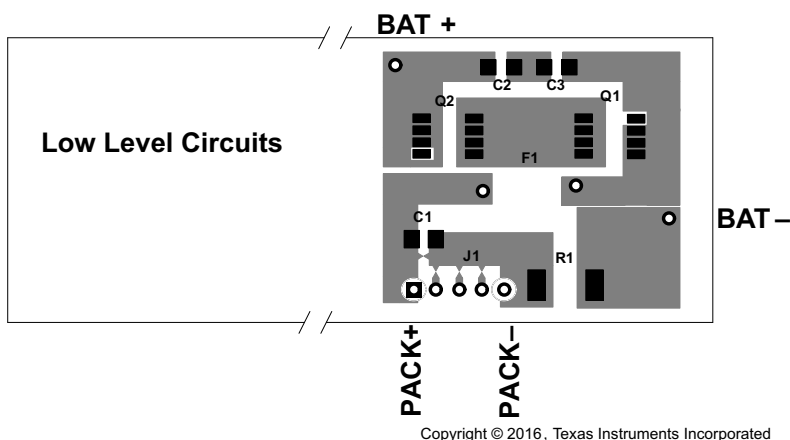 BAT +
C2 C3
Q2 Q1
Low Level Circuits
F1
C1
BAT –
J1 R1
PACK+
PACK–
Copyright © 2016, Texas Instruments Incorporated